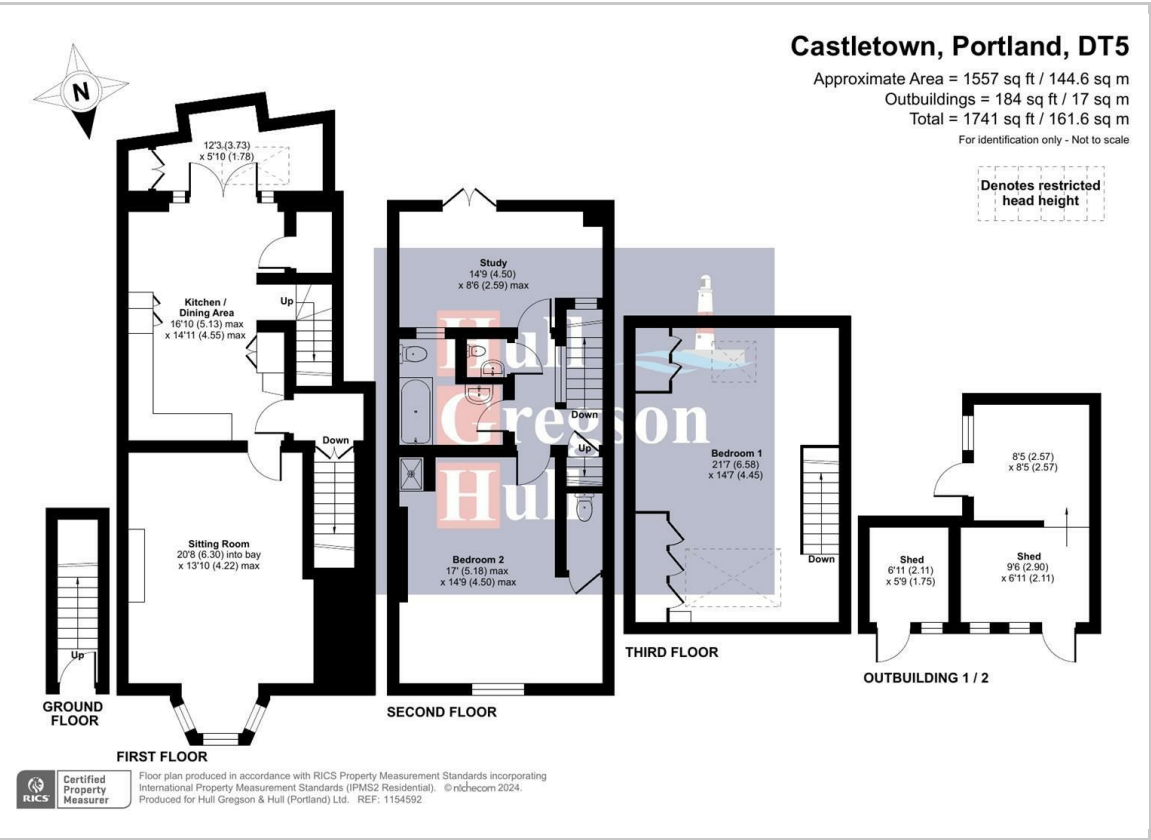 Castletown, Portland, DT5
Approximate Area = 1557 sq ft / 144.6 sq m
Outbuildings = 184 sq ft / 17 sq m
Total = 1741 sq ft / 161.6 sq m
For identification only - Not to scale
Denotes restricted
head height
N
12'3 (3.73)
x 5'10 (1.78)
Kitchen /
Dining Area
16'10 (5.13) max
x 14'11 (4.55) max
Up
Down
Sitting Room
20'8 (6.30) into bay
x 13'10 (4.22) max
Up
GROUND
FLOOR
FIRST FLOOR
Study
14'9 (4.50)
x 8'6 (2.59) max
Down
Up
Bedroom 2
17' (5.18) max
x 14'9 (4.50) max
SECOND FLOOR
Hull
Gregson
Hull
Bedroom 1
21'7 (6.58)
x 14'7 (4.45)
Down
THIRD FLOOR
8'5 (2.57)
x 8'5 (2.57)
Shed
6'11 (2.11)
x 5'9 (1.75)
Shed
9'6 (2.90)
x 6'11 (2.11)
OUTBUILDING 1 / 2
RICS
Certified
Property
Measurer
Floor plan produced in accordance with RICS Property Measurement Standards incorporating
International Property Measurement Standards (IPMS2 Residential). © nichecom 2024.
Produced for Hull Gregson & Hull (Portland) Ltd. REF: 1154592